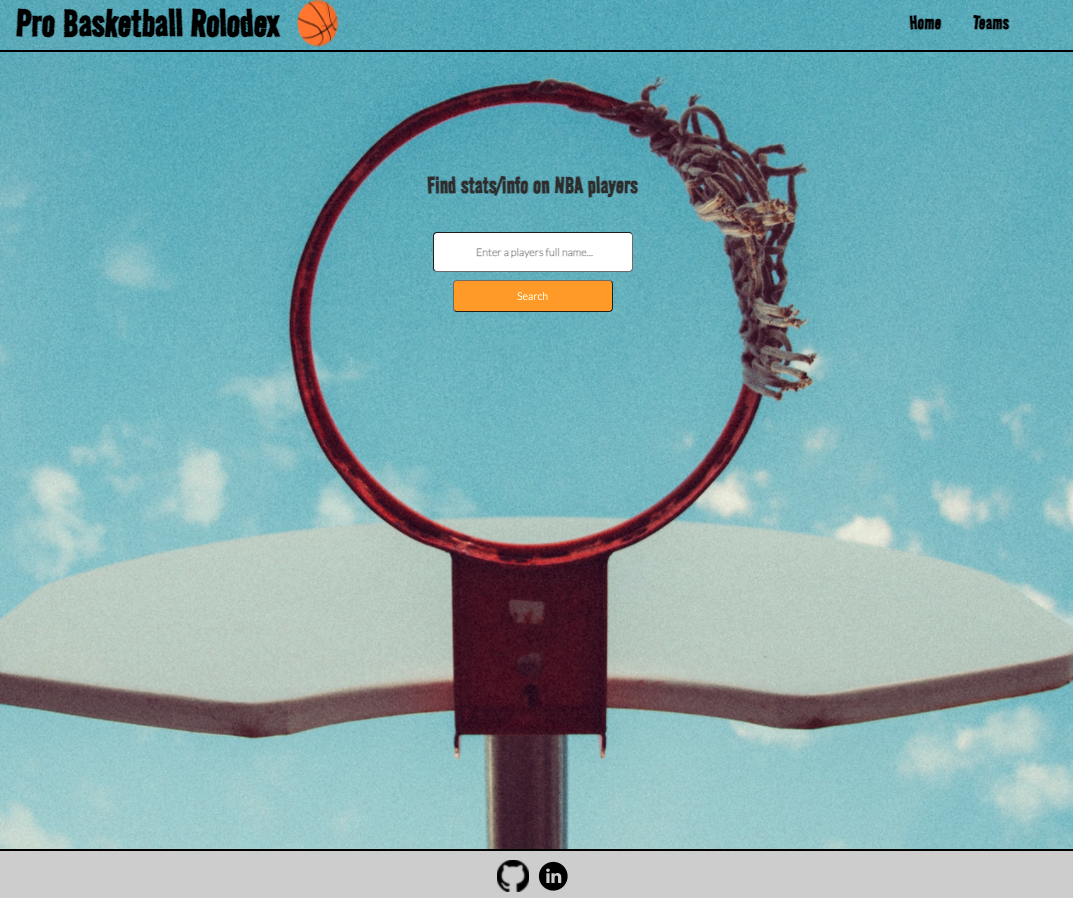 Pro Basketball Rolodex
Home
Teams
Find stats/info on NBA players
Enter a players full name...
Search
in